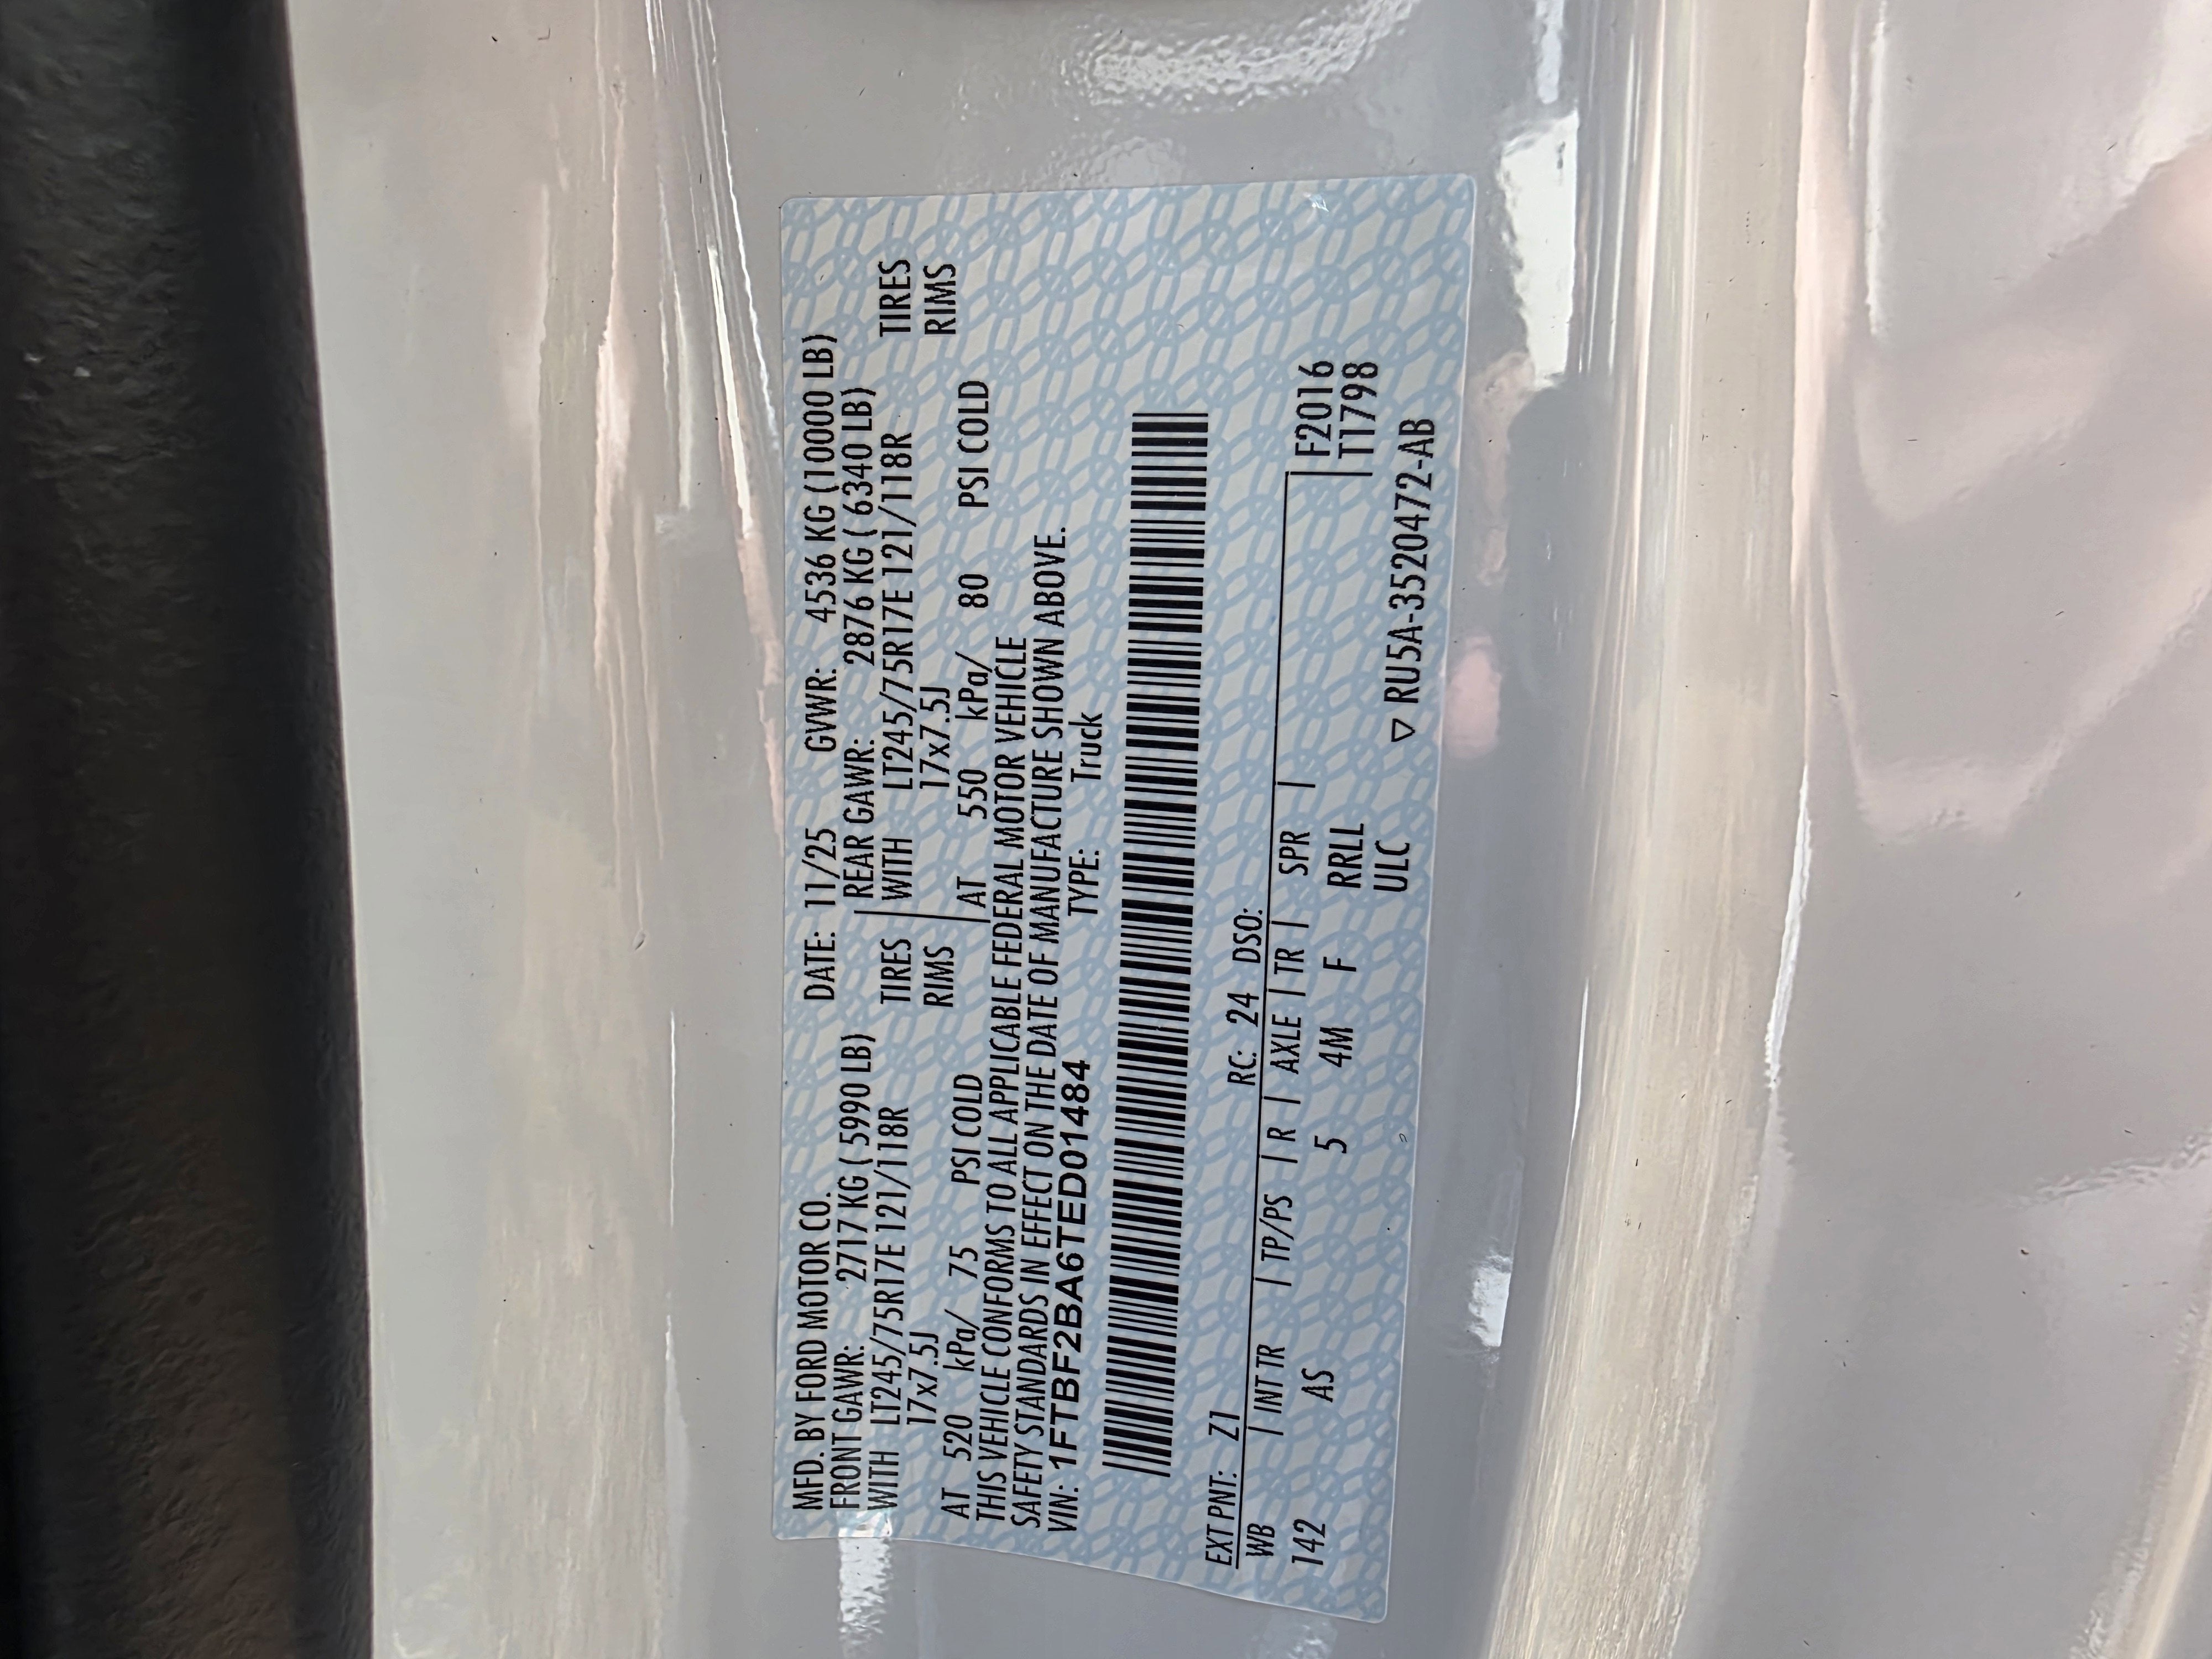 MFD. BY FORD MOTOR CO. DATE: 11/25 GVWR: 4536 KG (10000 LB)
FRONT GAWR: 2717 KG ( 5990 LB) REAR GAWR: 2876 KG ( 6340 LB)
WITH LT245/75R17E 121/118R TIRES WITH LT245/75R17E 121/118R TIRES
17x7.5J RIMS 17x7.5J RIMS
AT 520 kPa/ 75 PSI COLD AT 550 kPa/ 80 PSI COLD
THIS VEHICLE CONFORMS TO ALL APPLICABLE FEDERAL MOTOR VEHICLE
SAFETY STANDARDS IN EFFECT ON THE DATE OF MANUFACTURE SHOWN ABOVE.
VIN: 1FTBF2BA6TED01484 TYPE: Truck
EXT PNT: Z1 RC: 24 DSO:
WB | INT TR | TP/PS | R | AXLE | TR | SPR | | F2016
142 AS 5 4M F RRLL | T1798
ULC ▽ RU5A-3520472-AB